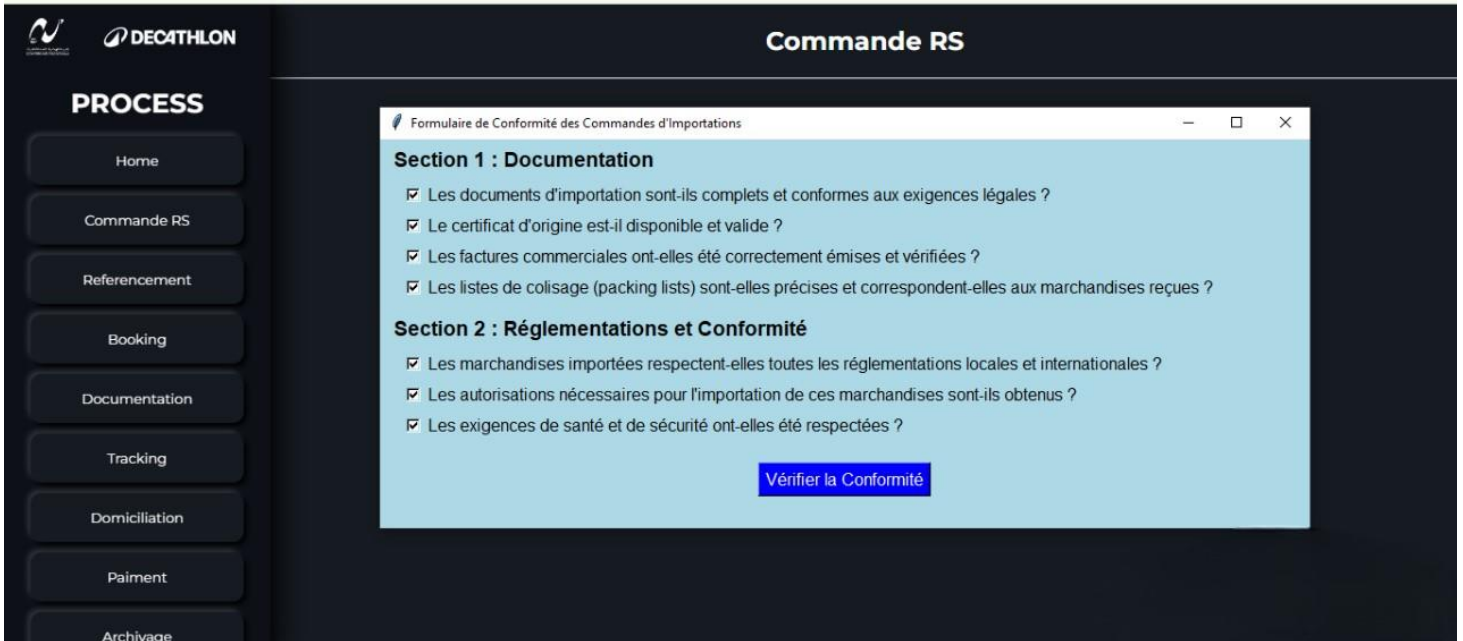 DECATHLON
Commande RS
PROCESS
Home
Commande RS
Referencement
Booking
Documentation
Tracking
Domiciliation
Paiment
Archivage
Formulaire de Conformité des Commandes d'Importations
Section 1 : Documentation
Les documents d'importation sont-ils complets et conformes aux exigences légales ?
Le certificat d'origine est-il disponible et valide ?
Les factures commerciales ont-elles été correctement émises et vérifiées ?
Les listes de colisage (packing lists) sont-elles précises et correspondent-elles aux marchandises reçues ?
Section 2 : Réglementations et Conformité
Les marchandises importées respectent-elles toutes les réglementations locales et internationales ?
Les autorisations nécessaires pour l'importation de ces marchandises sont-ils obtenus ?
Les exigences de santé et de sécurité ont-elles été respectées ?
Vérifier la Conformité